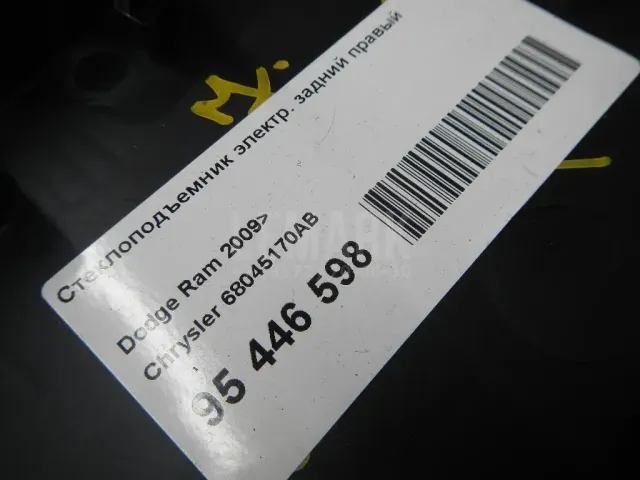 Стеклоподъемник электр. задний правый
Dodge Ram 2009>
Chrysler 68045170AB
95 446 598